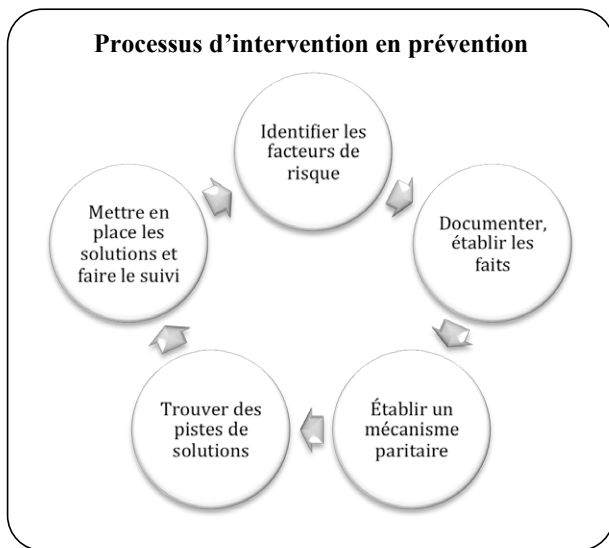 Processus d’intervention en prévention
Identifier les
facteurs de
risque
Documenter,
établir les
faits
Établir un
mécanisme
paritaire
Trouver des
pistes de
solutions
Mettre en
place les
solutions et
faire le suivi